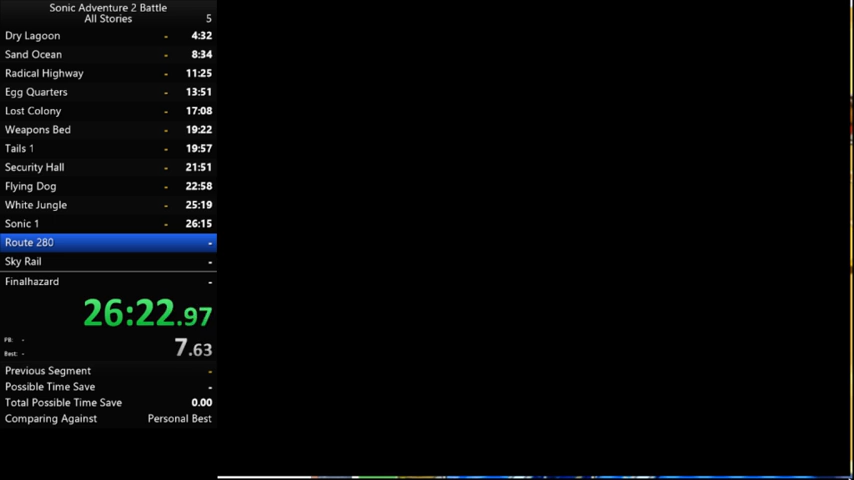 Sonic Adventure 2 Battle
All Stories 5
Dry Lagoon - 4:32
Sand Ocean - 8:34
Radical Highway - 11:25
Egg Quarters - 13:51
Lost Colony - 17:08
Weapons Bed - 19:22
Tails 1 - 19:57
Security Hall - 21:51
Flying Dog - 22:58
White Jungle - 25:19
Sonic 1 - 26:15
Route 280 -
Sky Rail -
Finalhazard -
26:22.97
PB: -
Best: - 7.63
Previous Segment -
Possible Time Save -
Total Possible Time Save 0.00
Comparing Against Personal Best